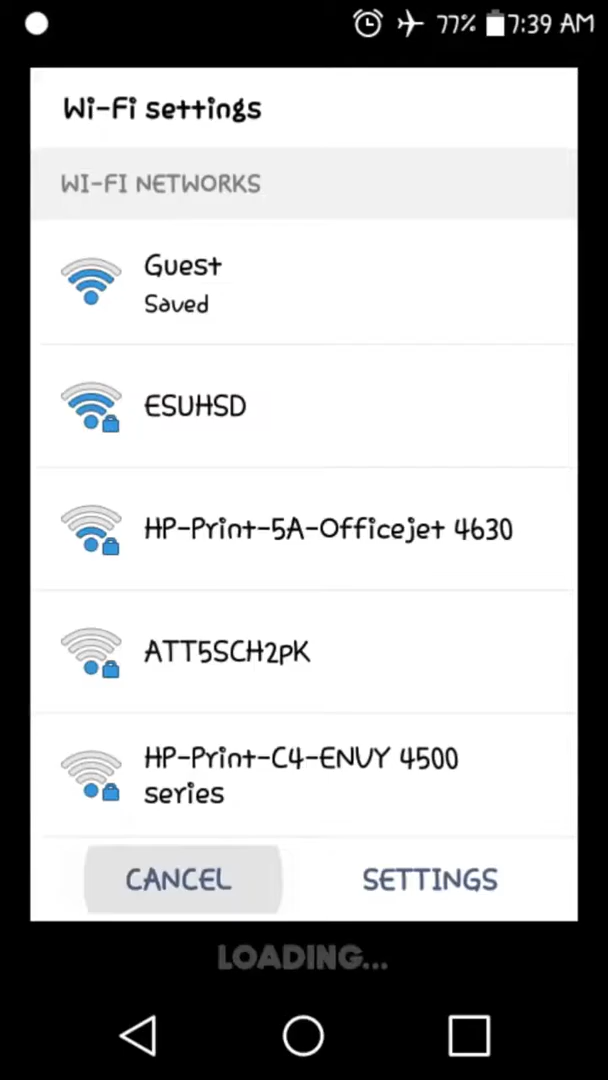 77% 7:39 AM
Wi-Fi settings
WI-FI NETWORKS
Guest
Saved
ESUHSD
HP-Print-5A-Officejet 4630
ATT5SCH2pK
HP-Print-C4-ENVY 4500
series
CANCEL SETTINGS
LOADING...